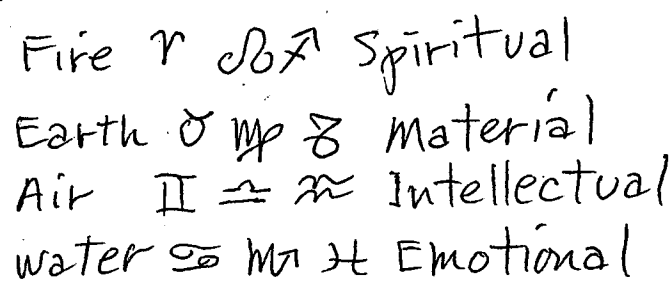 Fire ♈ ♌ ♐ Spiritual
Earth ♉ ♍ ♑ Material
Air ♊ ♎ ♒ Intellectual
water ♋ ♏ ♓ Emotional